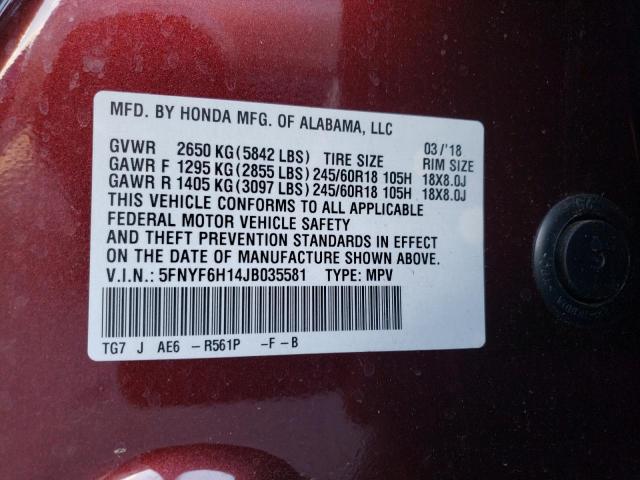 MFD. BY HONDA MFG. OF ALABAMA, LLC
GVWR 2650 KG (5842 LBS) TIRE SIZE 03/'18 RIM SIZE
GAWR F 1295 KG (2855 LBS) 245/60R18 105H 18X8.0J
GAWR R 1405 KG (3097 LBS) 245/60R18 105H 18X8.0J
THIS VEHICLE CONFORMS TO ALL APPLICABLE
FEDERAL MOTOR VEHICLE SAFETY
AND THEFT PREVENTION STANDARDS IN EFFECT
ON THE DATE OF MANUFACTURE SHOWN ABOVE.
V.I.N.: 5FNYF6H14JB035581 TYPE: MPV
TG7 J AE6 -R561P -F-B